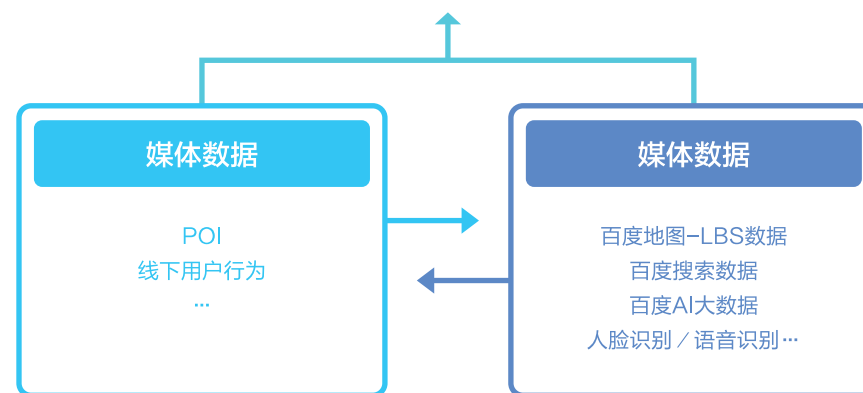 媒体数据
POI
线下用户行为
…
媒体数据
百度地图-LBS数据
百度搜索数据
百度AI大数据
人脸识别／语音识别…